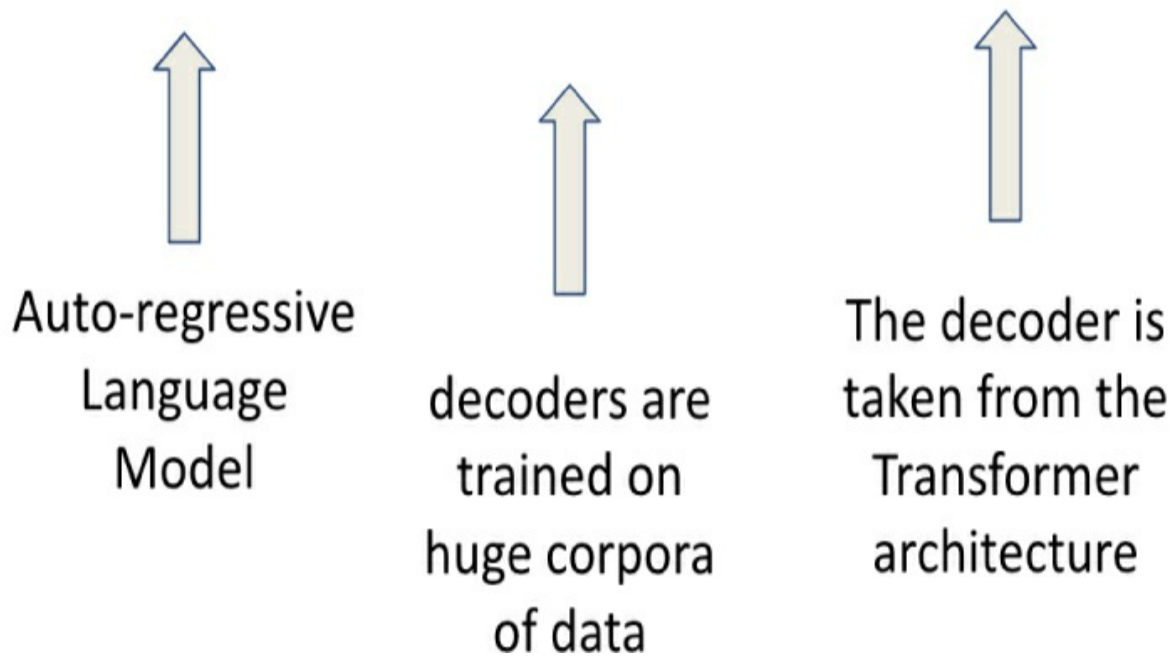 Auto-regressive
Language
Model
decoders are
trained on
huge corpora
of data
The decoder is
taken from the
Transformer
architecture